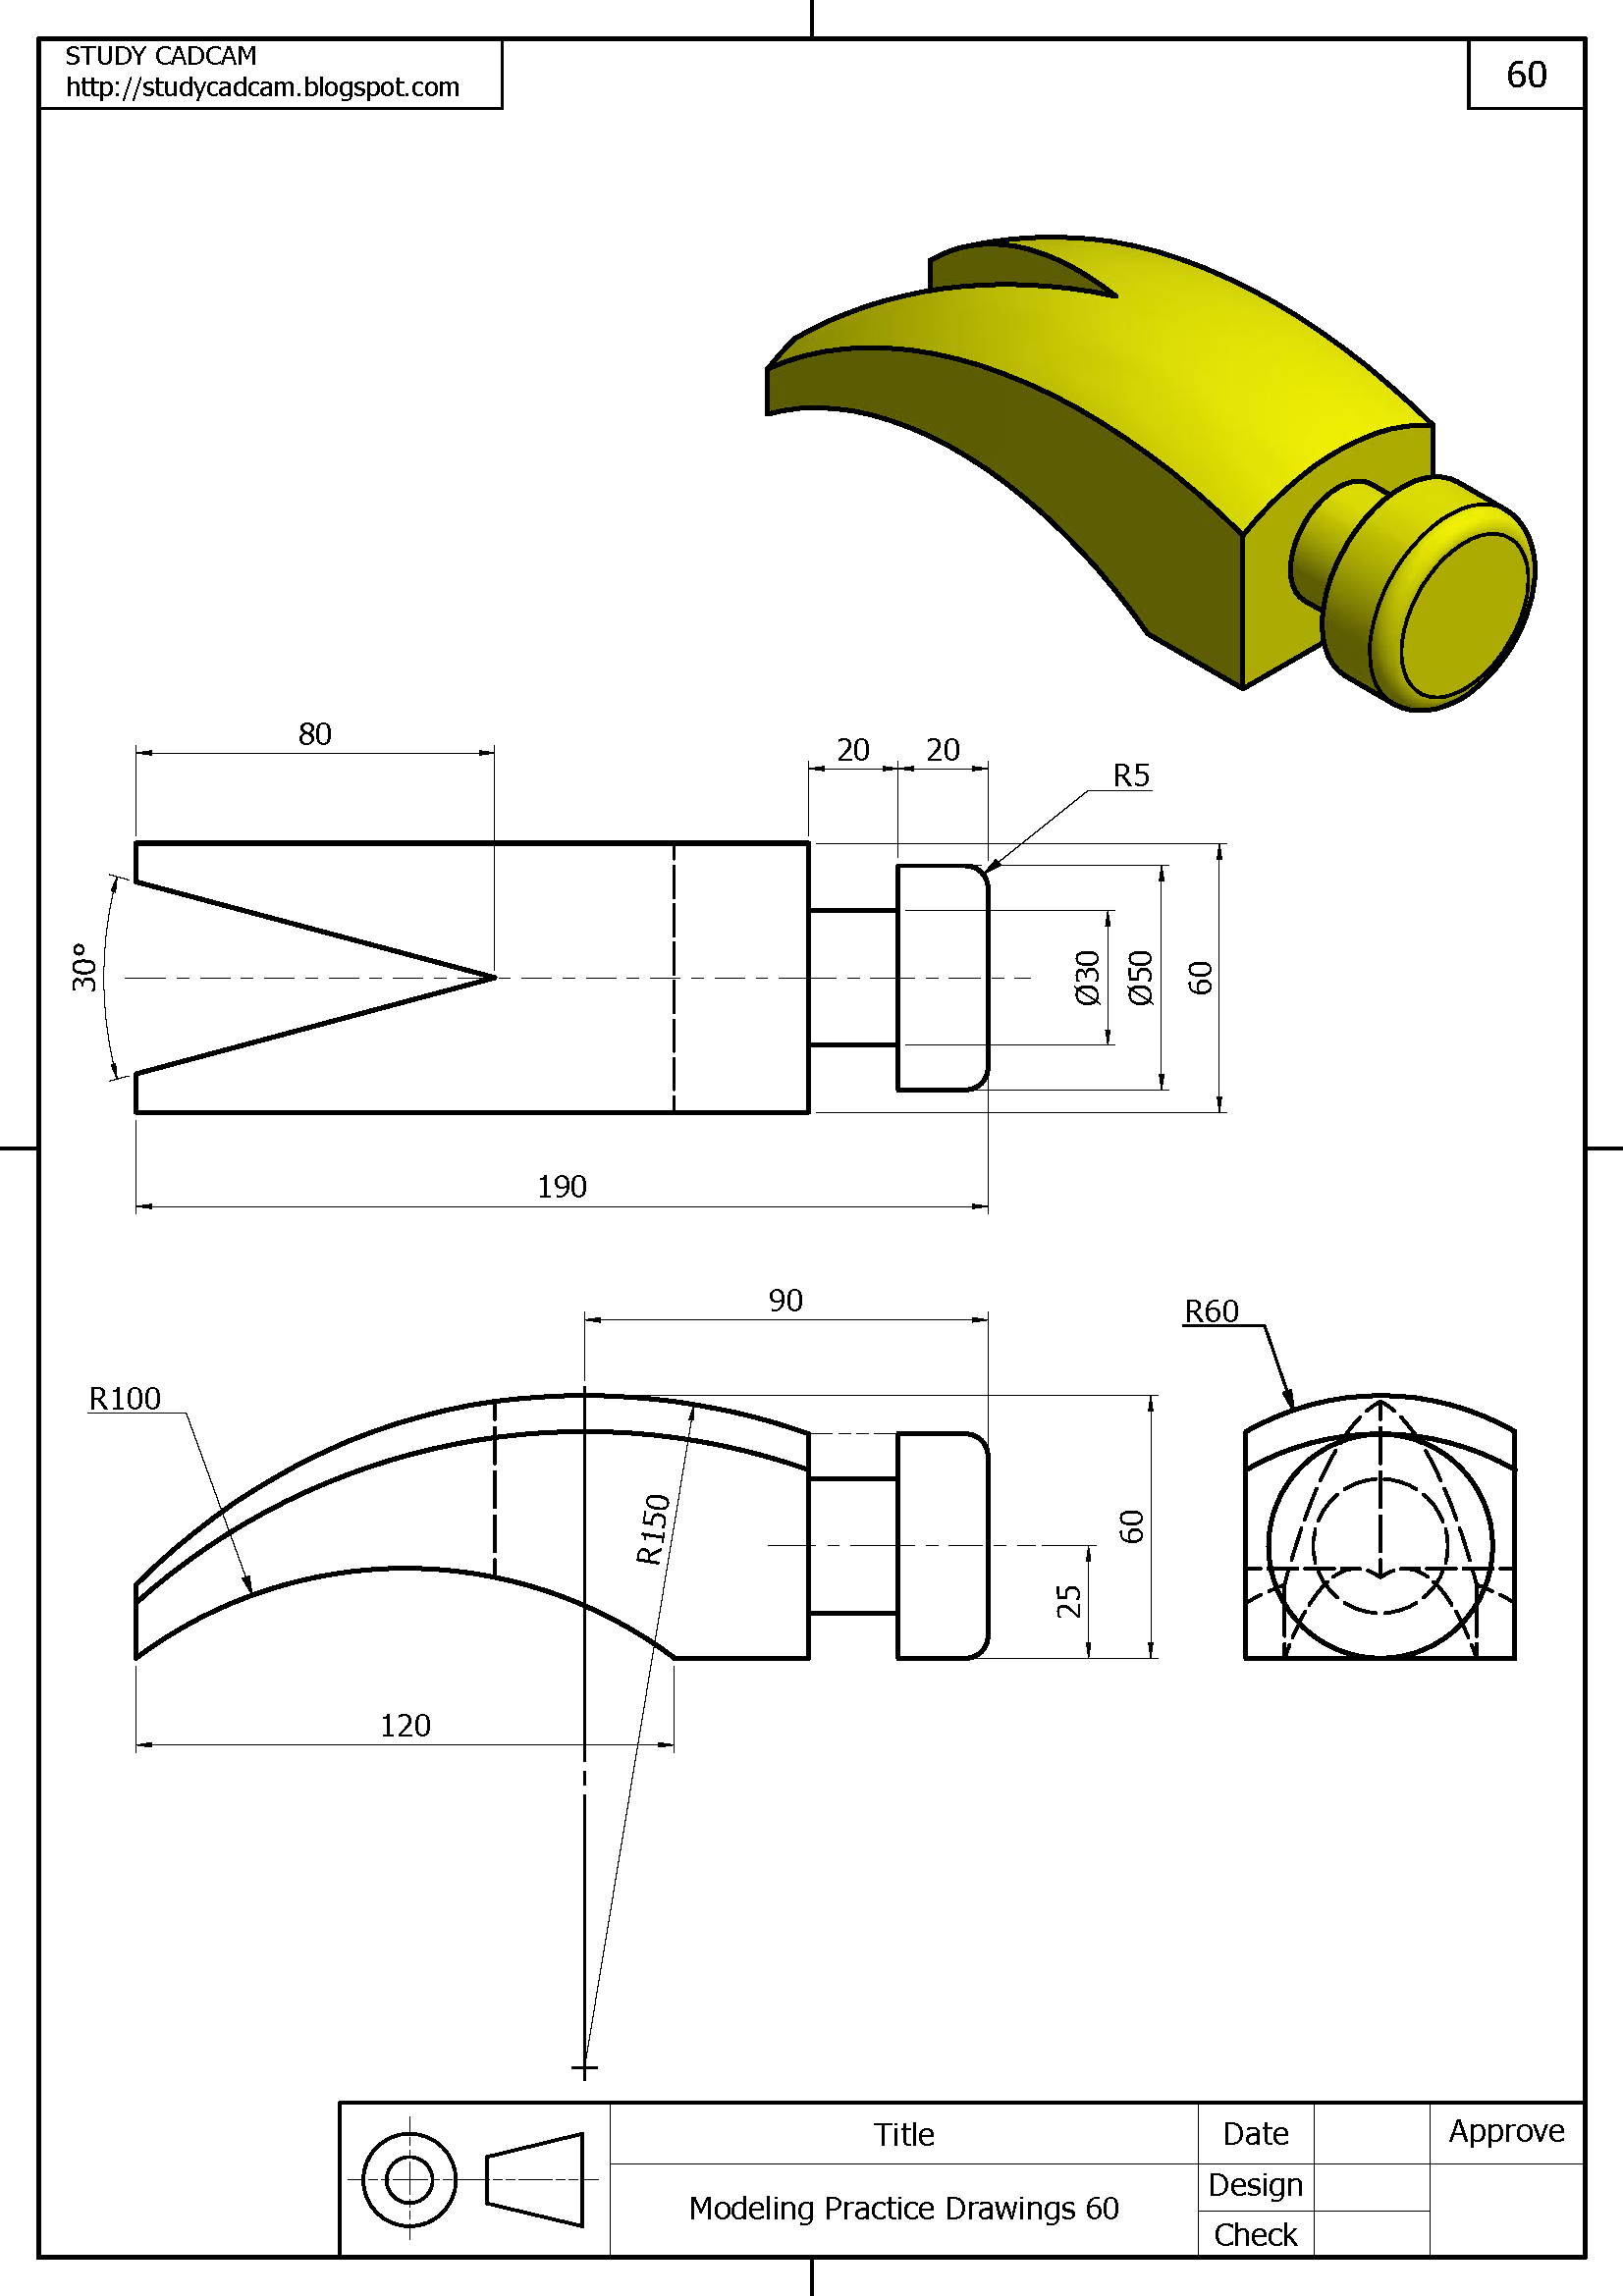 STUDY CADCAM
http://studycadcam.blogspot.com
60
80
20
20
R5
30°
Ø30
Ø50
60
190
90
R60
R100
R150
60
25
120
Title
Date
Approve
Modeling Practice Drawings 60
Design
Check